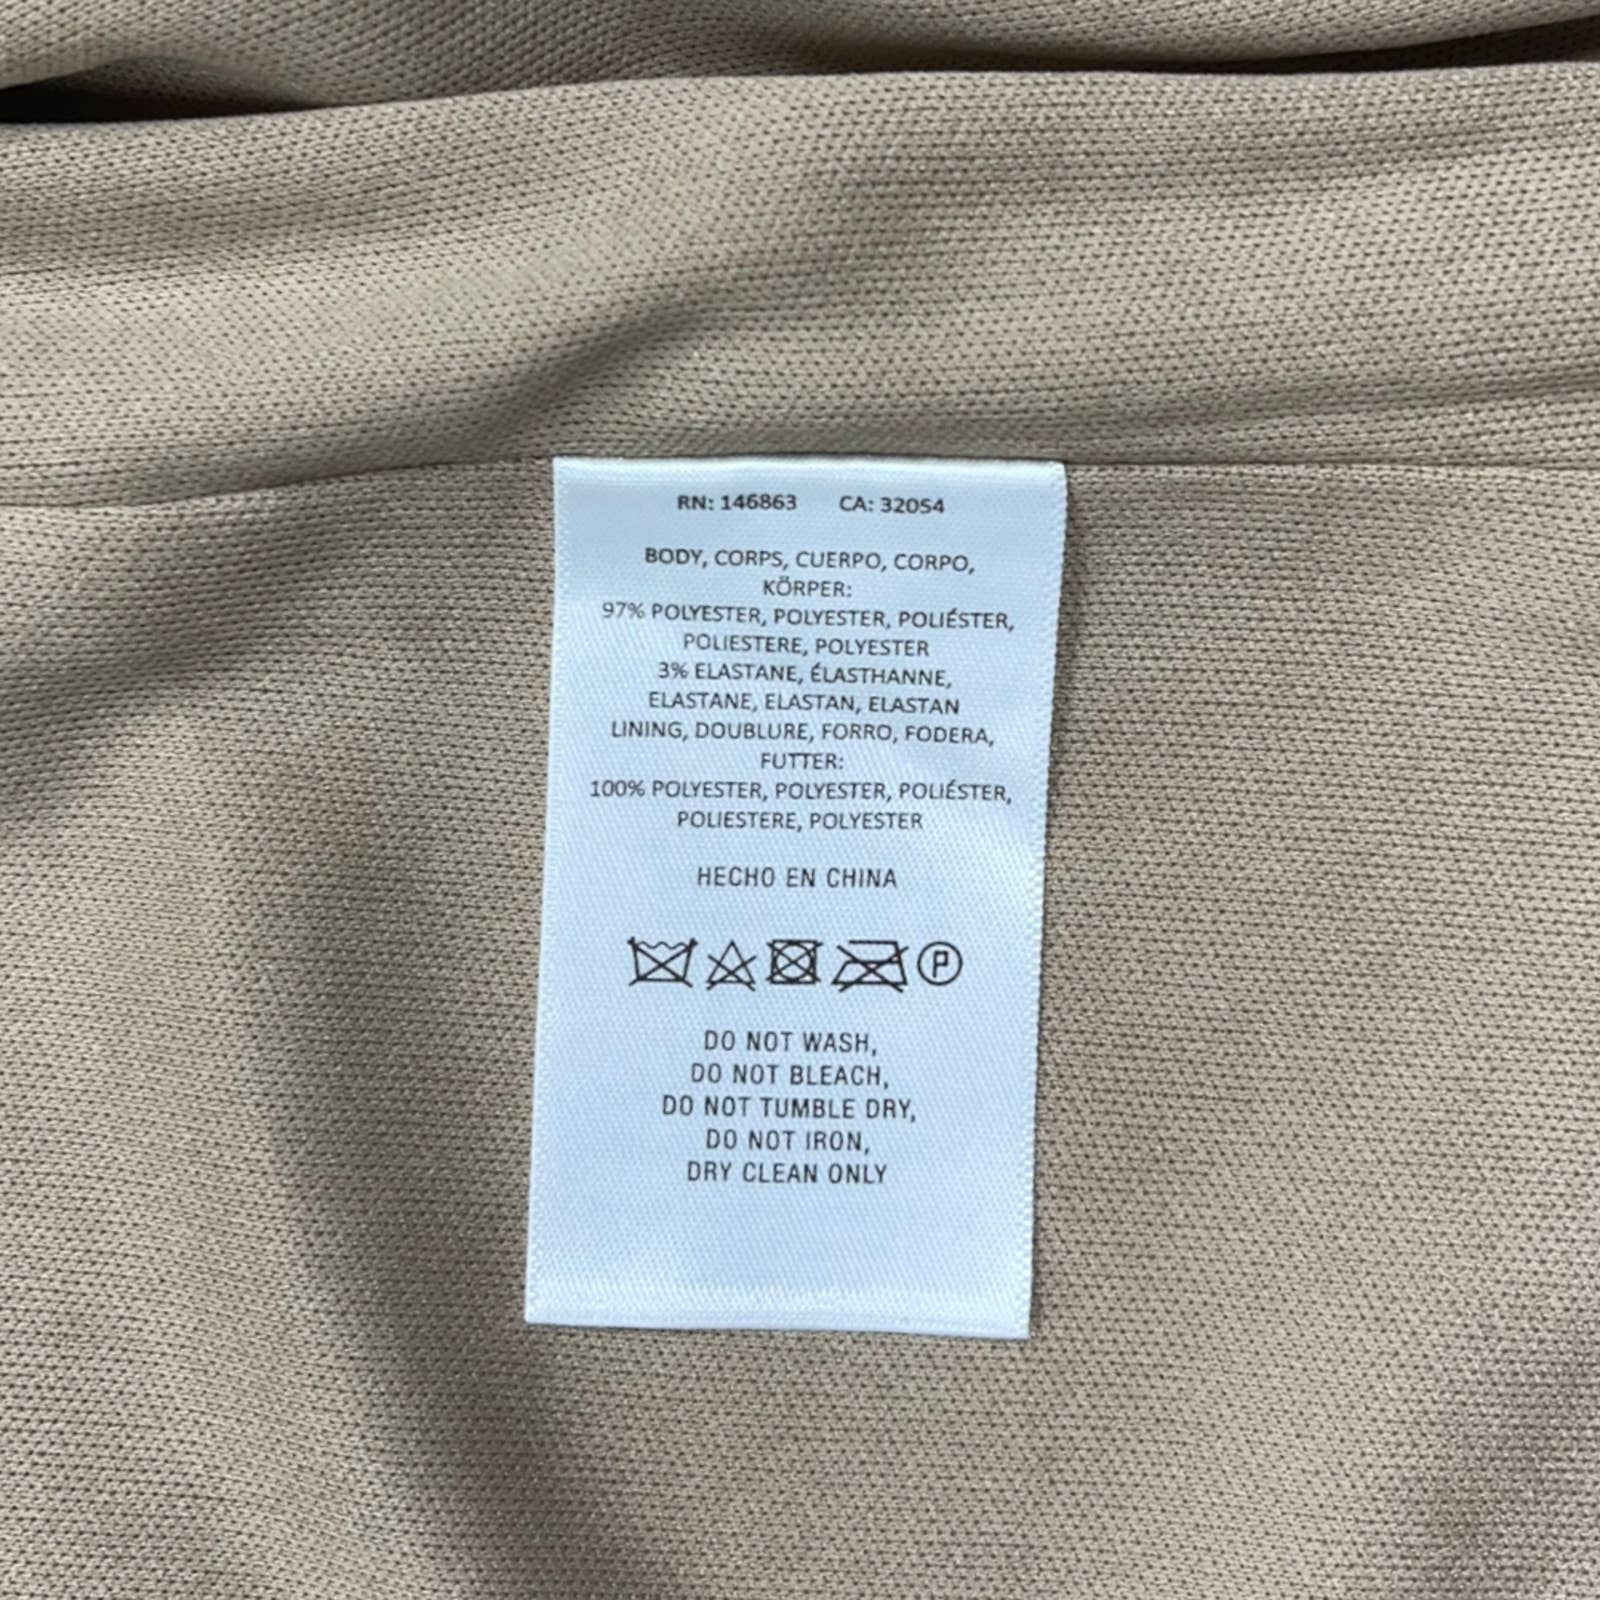 RN: 146863 CA: 32054
BODY, CORPS, CUERPO, CORPO,
KÖRPER:
97% POLYESTER, POLYESTER, POLIÉSTER,
POLIESTERE, POLYESTER
3% ELASTANE, ÉLASTHANNE,
ELASTANE, ELASTAN, ELASTAN
LINING, DOUBLURE, FORRO, FODERA,
FUTTER:
100% POLYESTER, POLYESTER, POLIÉSTER,
POLIESTERE, POLYESTER
HECHO EN CHINA
P
DO NOT WASH,
DO NOT BLEACH,
DO NOT TUMBLE DRY,
DO NOT IRON,
DRY CLEAN ONLY